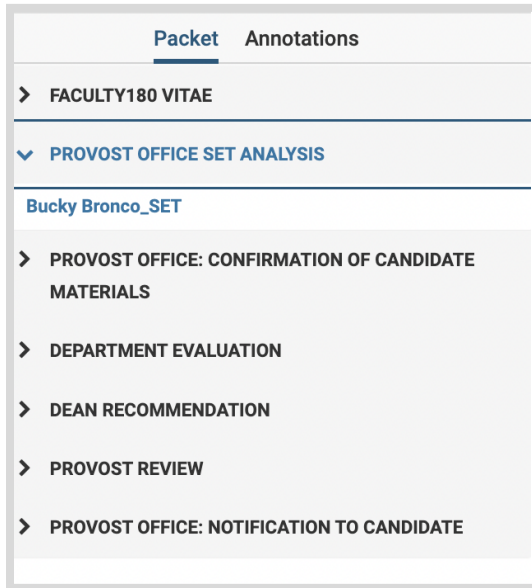 Packet Annotations
FACULTY180 VITAE
PROVOST OFFICE SET ANALYSIS
Bucky Bronco_SET
PROVOST OFFICE: CONFIRMATION OF CANDIDATE
MATERIALS
DEPARTMENT EVALUATION
DEAN RECOMMENDATION
PROVOST REVIEW
PROVOST OFFICE: NOTIFICATION TO CANDIDATE